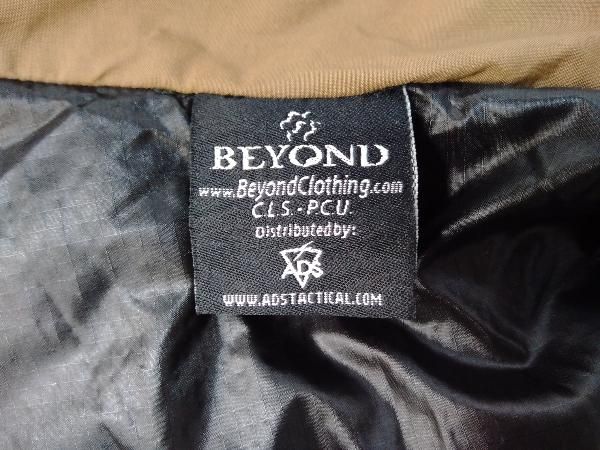 BEYOND
www.BeyondClothing.com
C.L.S.-P.C.U.
Distributed by:
ADS
WWW.ADSTACTICAL.COM